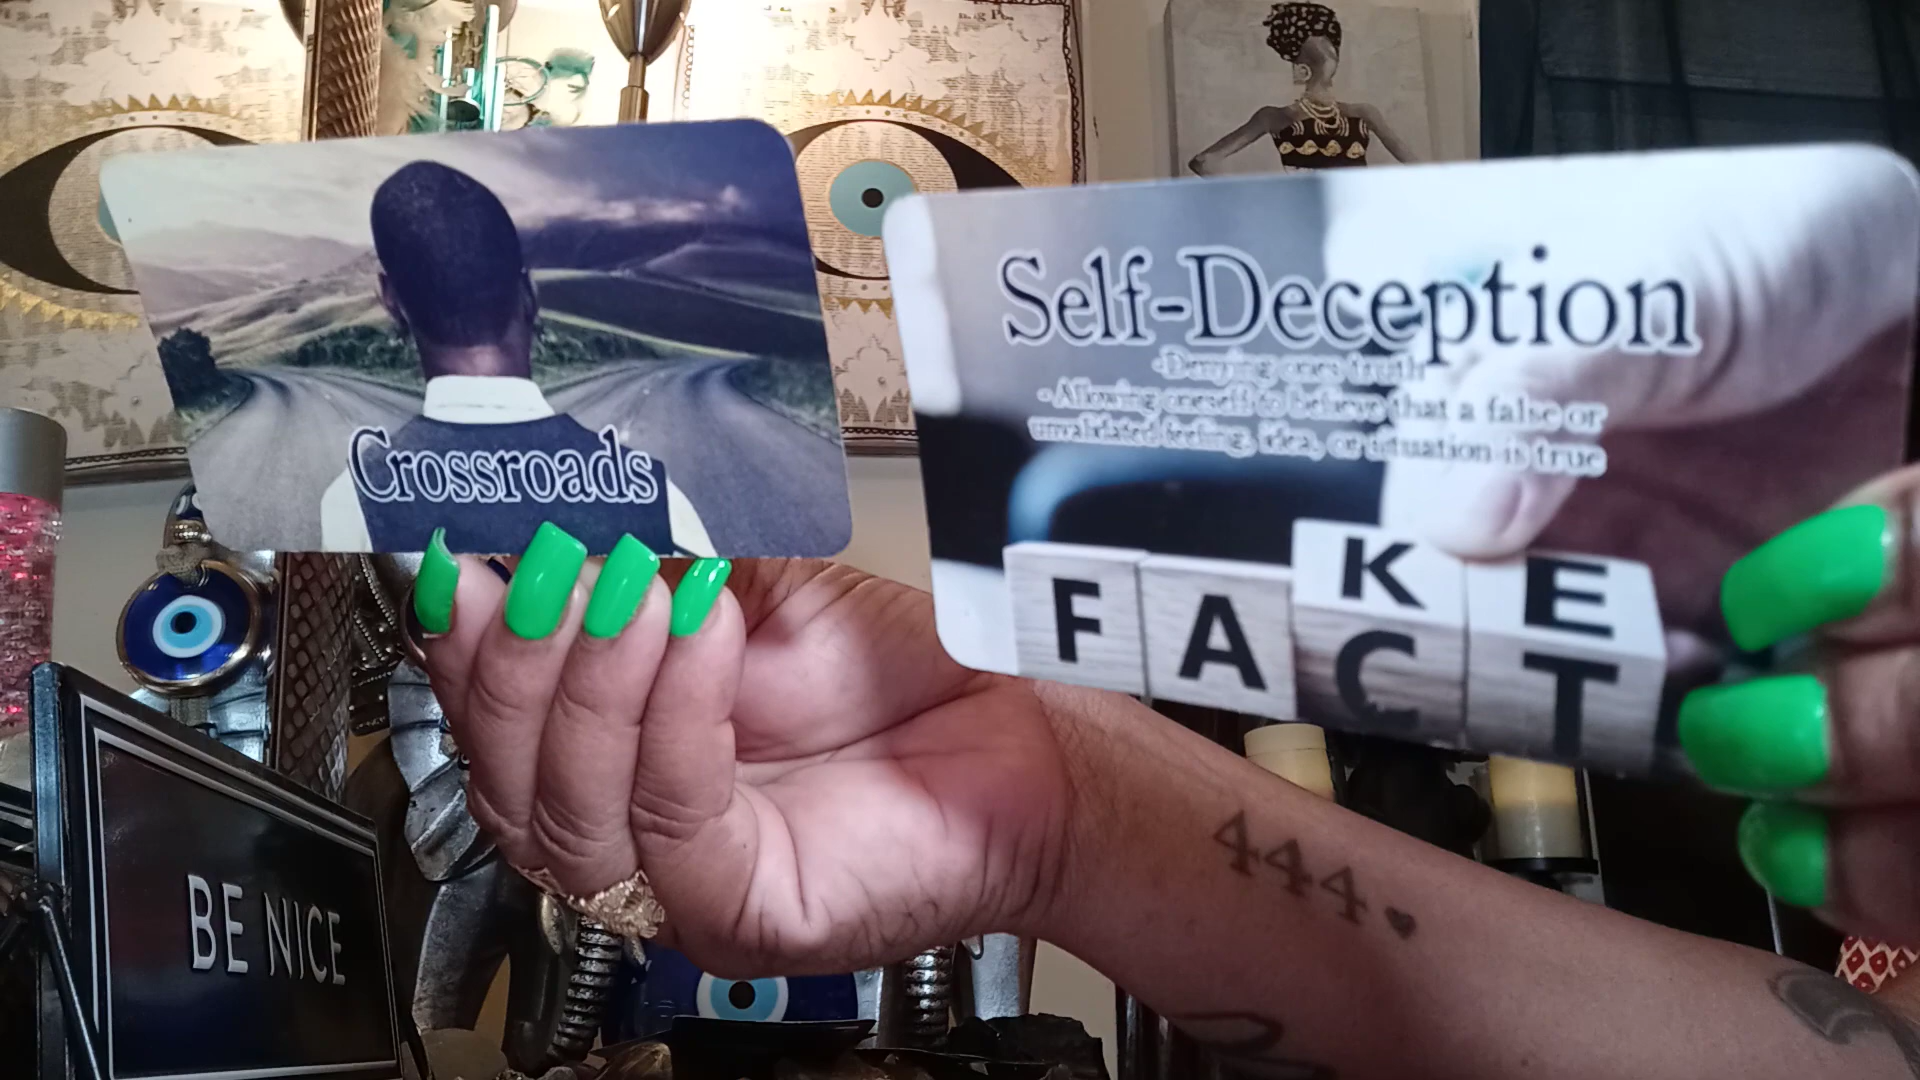 Crossroads
Self-Deception
-Denying ones truth
-Allowing oneself to believe that a false or
unvalidated feeling, idea, or situation is true
K E
F A C T
BE NICE
444